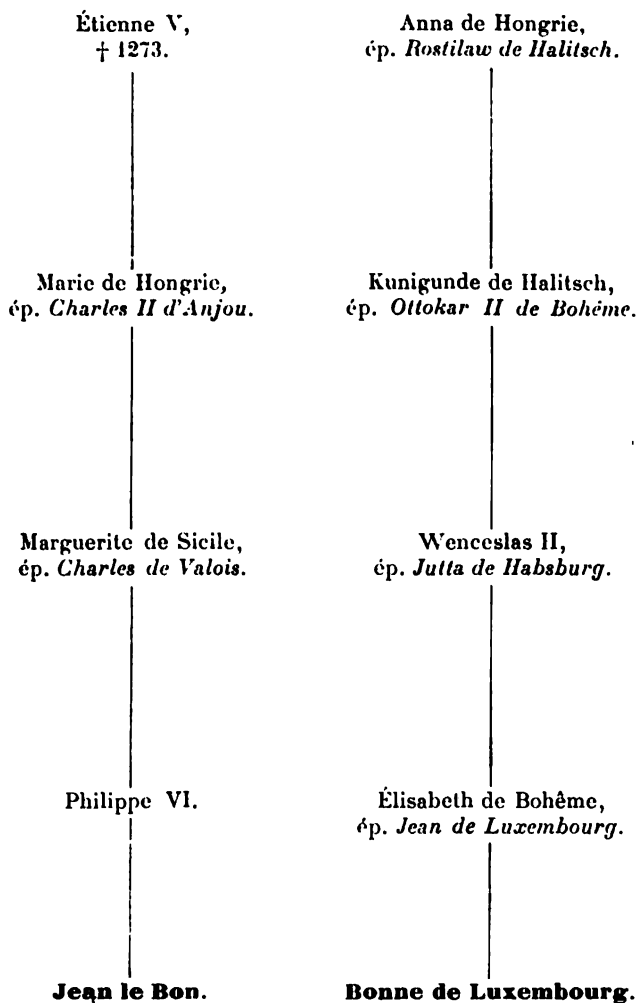 Étienne V,
† 1273.
Anna de Hongrie,
ép. Rostilaw de Halitsch.
Marie de Hongrie,
ép. Charles II d'Anjou.
Kunigunde de Halitsch,
ép. Ottokar II de Bohême.
Marguerite de Sicile,
ép. Charles de Valois.
Wenceslas II,
ép. Jutta de Habsburg.
Philippe VI.
Élisabeth de Bohême,
ép. Jean de Luxembourg.
Jean le Bon.
Bonne de Luxembourg.